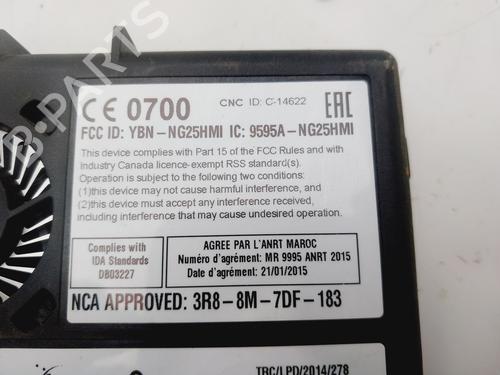 B-PARTS
CE 0700
CNC ID: C-14622
EAC
FCC ID: YBN - NG25HMI IC: 9595A - NG25HMI
This device complies with Part 15 of the FCC Rules and with
Industry Canada licence-exempt RSS standard(s).
Operation is subject to the following two conditions:
(1)this device may not cause harmful interference, and
(2)this device must accept any interference received,
including interference that may cause undesired operation.
Complies with
IDA Standards
DB03227
AGREE PAR L'ANRT MAROC
Numéro d'agrément: MR 9995 ANRT 2015
Date d'agrément: 21/01/2015
NCA APPROVED: 3R8 - 8M - 7DF - 183
TRC/LPD/2014/278